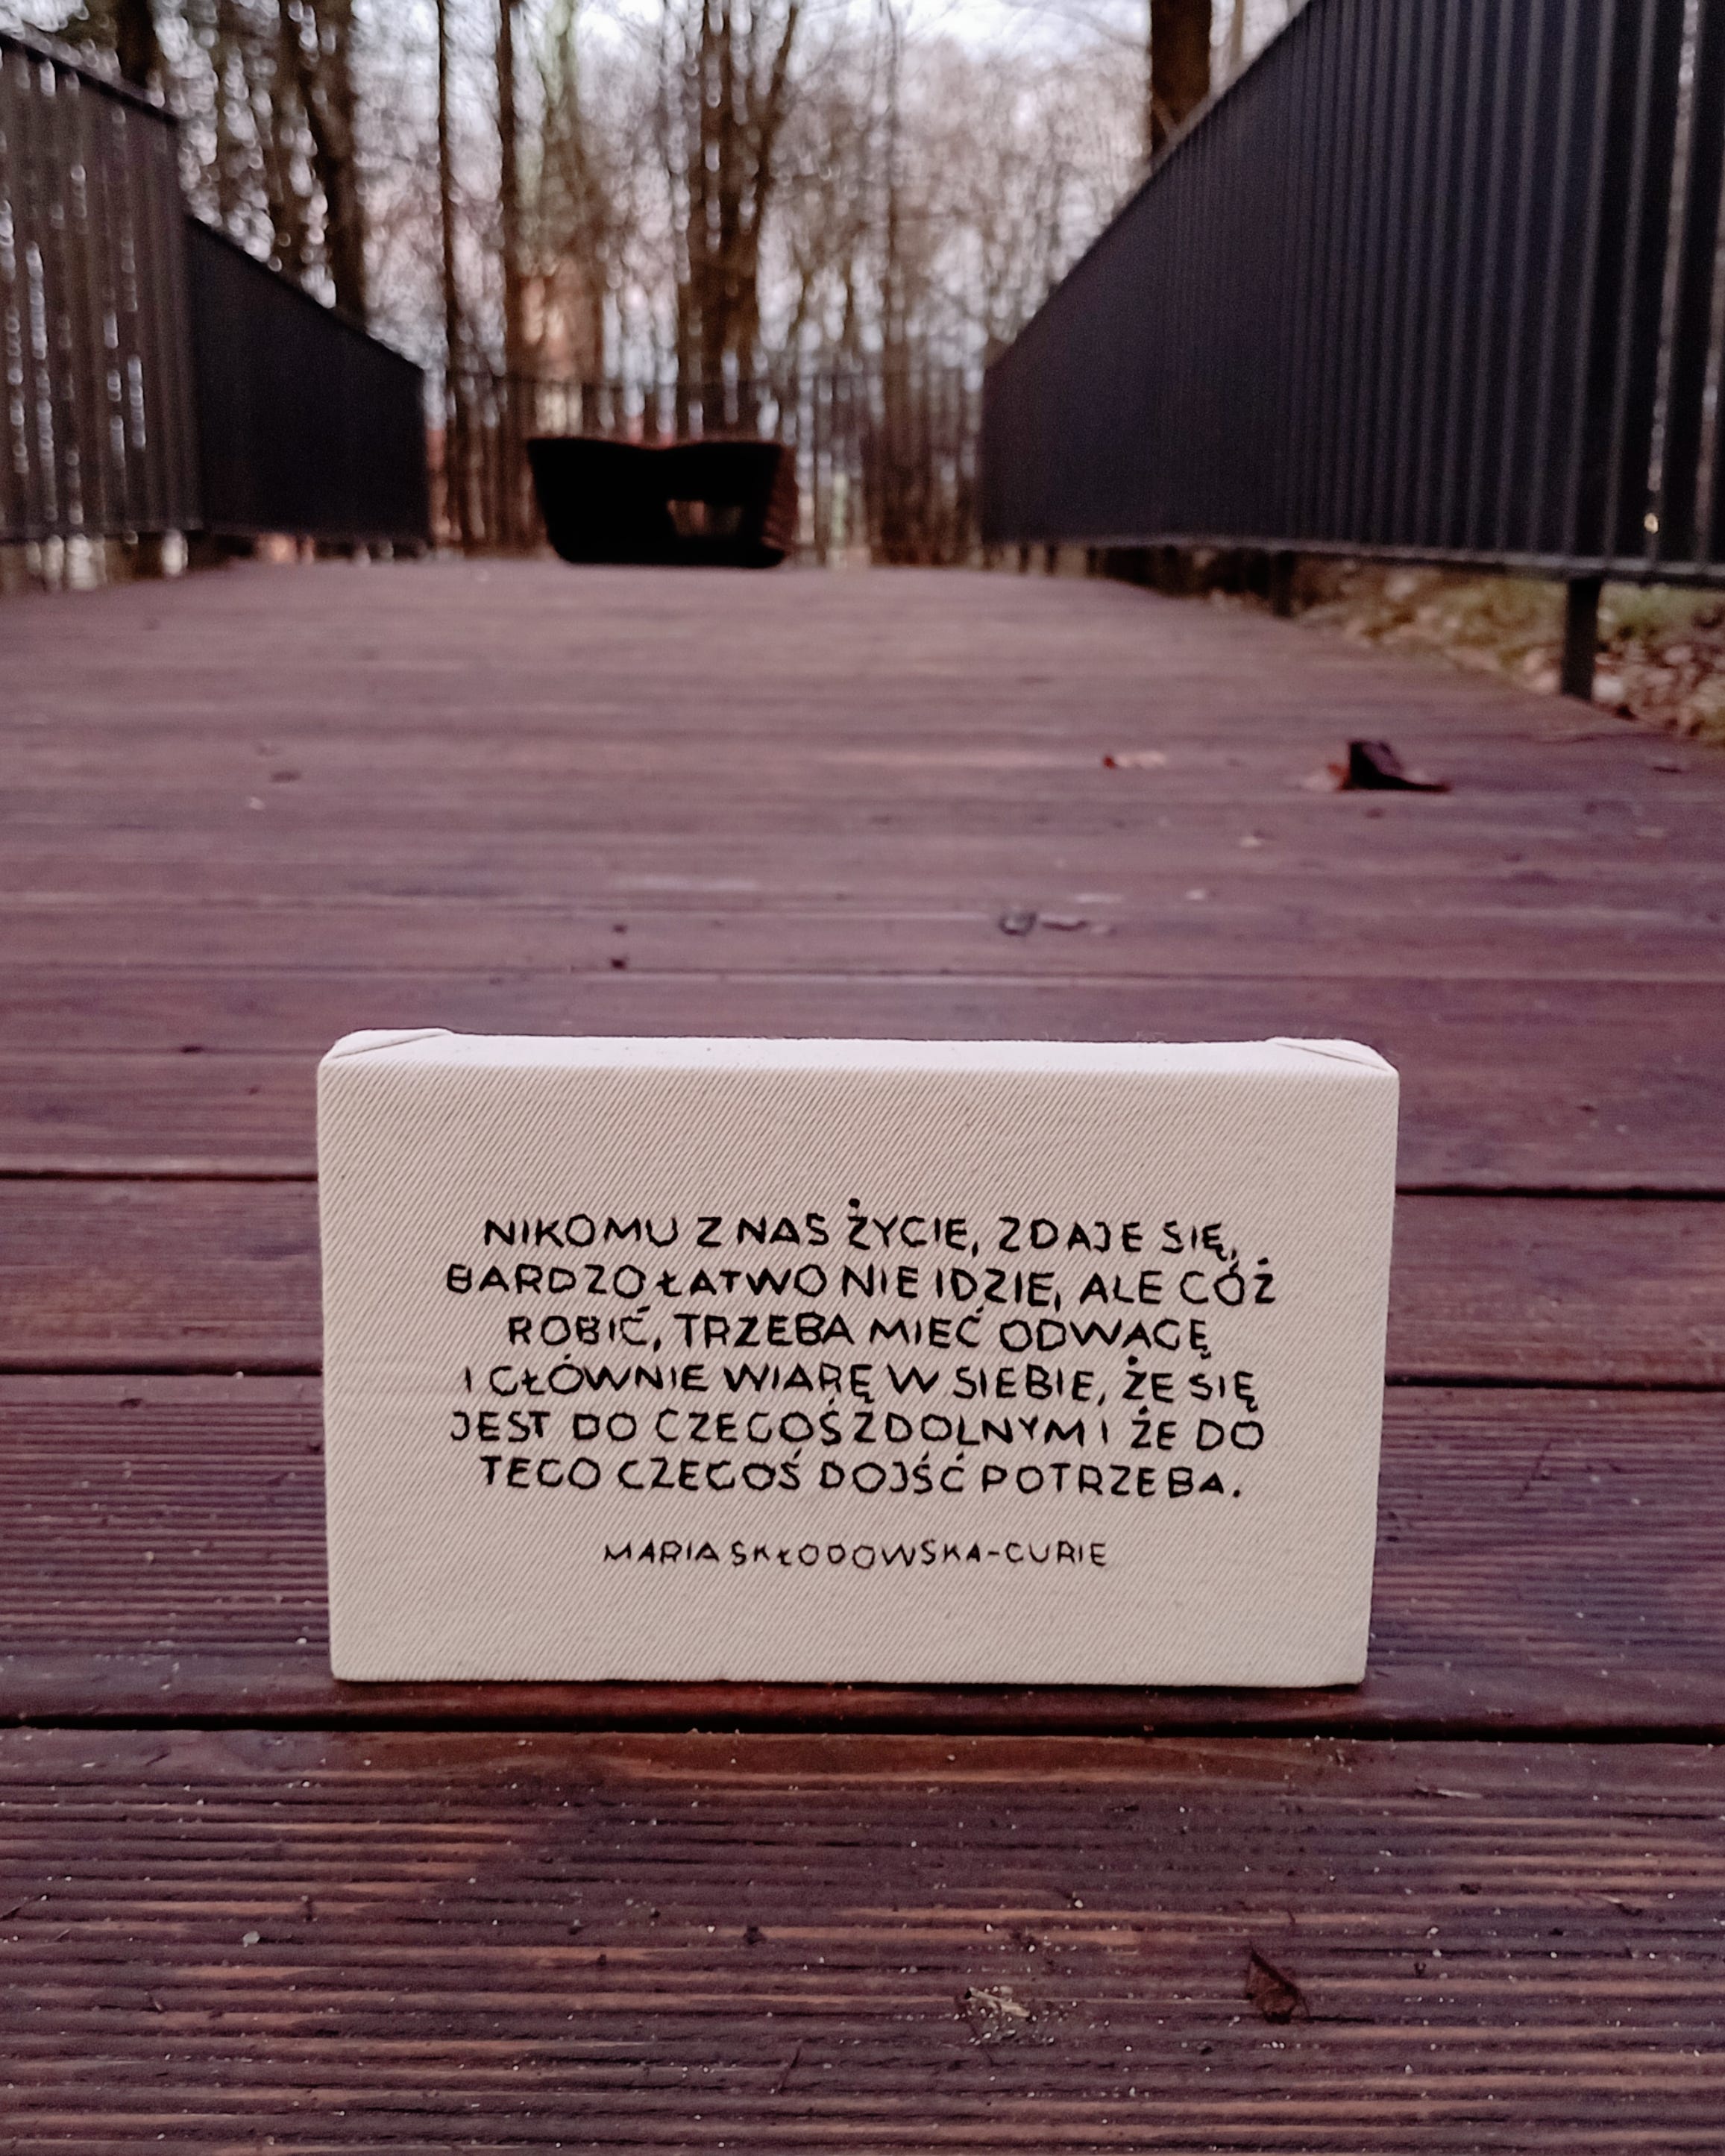 NIKOMU Z NAS ŻYCIE, ZDAJE SIĘ,
BARDZO ŁATWO NIE IDZIE, ALE CÓŻ
ROBIĆ, TRZEBA MIEĆ ODWAGĘ
I GŁÓWNIE WIARĘ W SIEBIE, ŻE SIĘ
JEST DO CZEGOŚ ZDOLNYM I ŻE DO
TEGO CZEGOŚ DOJŚĆ POTRZEBA.
MARIA SKŁODOWSKA-CURIE